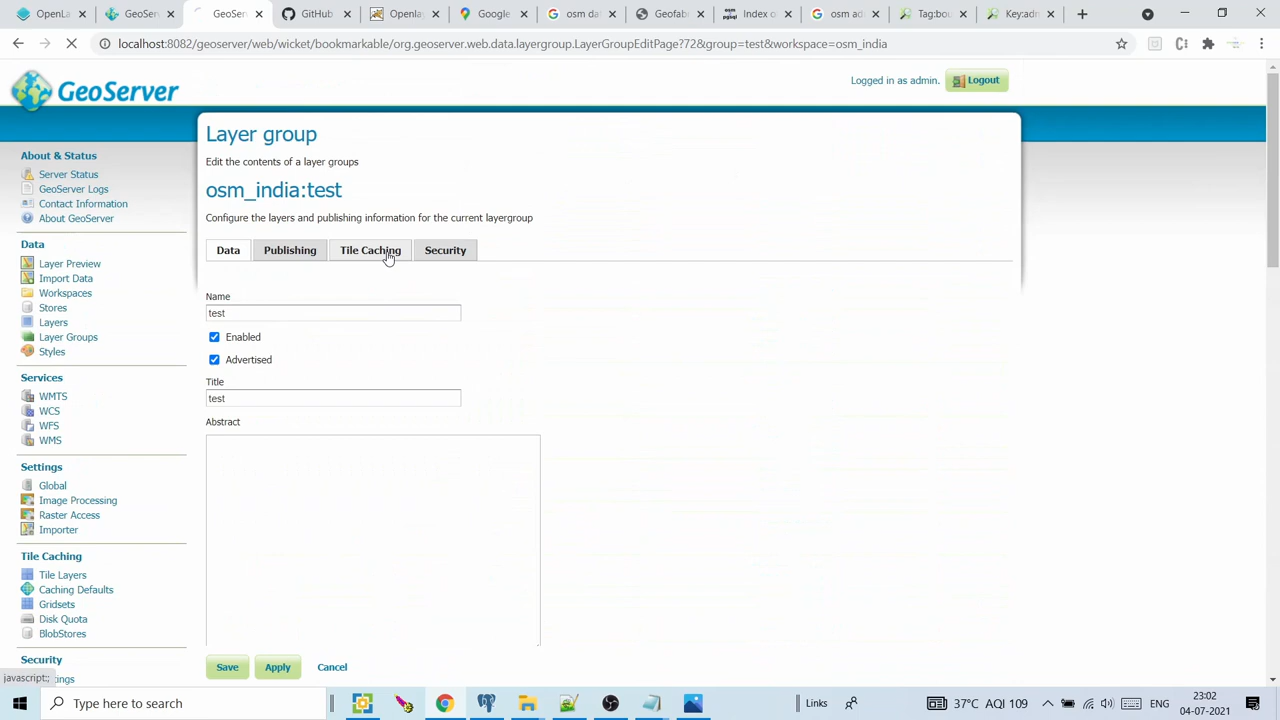 OpenL
GeoServ
GitHub
Openlay
Google
osm da
Geofab
Index o
osm ad
Tag:bou
Key:adm
localhost:8082/geoserver/web/wicket/bookmarkable/org.geoserver.web.data.layergroup.LayerGroupEditPage?72&group=test&workspace=osm_india
GeoServer
Logged in as admin.
Logout
About & Status
Server Status
GeoServer Logs
Contact Information
About GeoServer
Data
Layer Preview
Import Data
Workspaces
Stores
Layers
Layer Groups
Styles
Services
WMTS
WCS
WFS
WMS
Settings
Global
Image Processing
Raster Access
Importer
Tile Caching
Tile Layers
Caching Defaults
Gridsets
Disk Quota
BlobStores
Security
Layer group
Edit the contents of a layer groups
osm_india:test
Configure the layers and publishing information for the current layergroup
Data Publishing Tile Caching Security
Name
test
Enabled
Advertised
Title
test
Abstract
Save Apply Cancel
javascript:;
Type here to search
Links
37°C AQI 109
ENG
23:02
04-07-2021